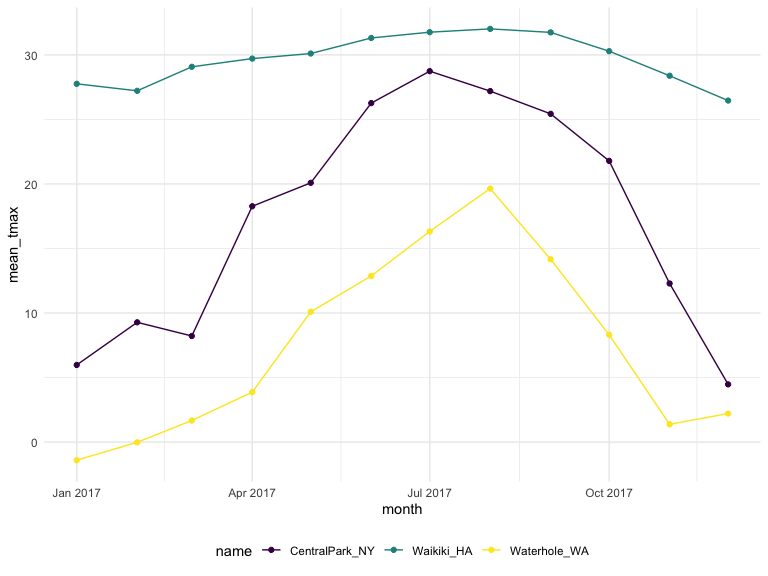 mean_tmax
30
20
10
0
Jan 2017 Apr 2017 Jul 2017 Oct 2017
month
name CentralPark_NY Waikiki_HA Waterhole_WA